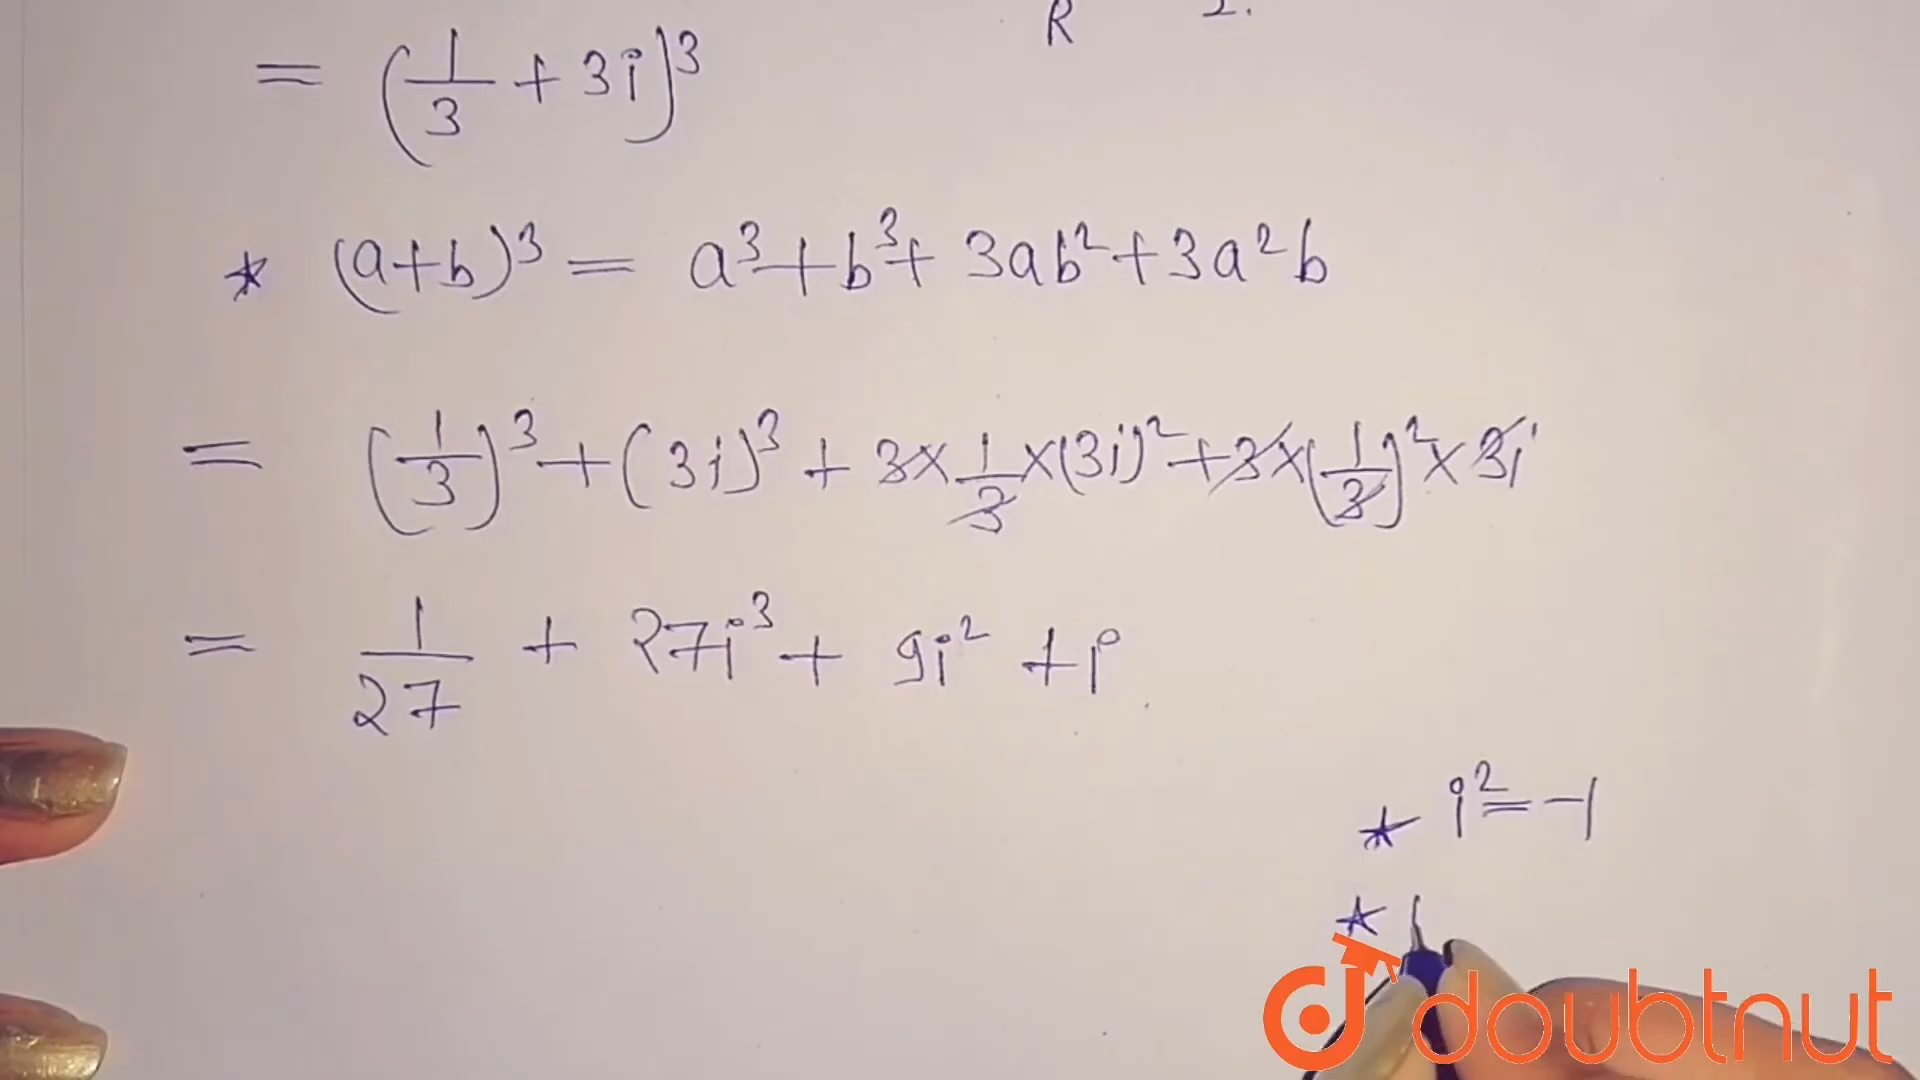 R 2.
= (1/3 + 3i)³
* (a+b)³ = a³+b³+ 3ab²+3a²b
= (1/3)³+(3i)³+ 3×1/3×(3i)²+3×(1/3)²×3i
= 1/27 + 27i³+ 9i² +i
* i²=-1
*
doubtnut